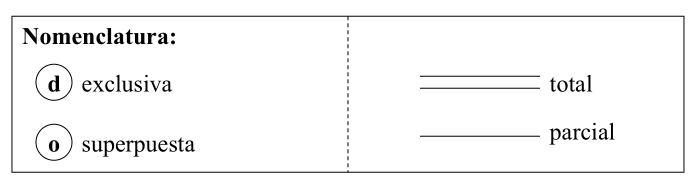 Nomenclatura:
d exclusiva
o superpuesta
total
parcial